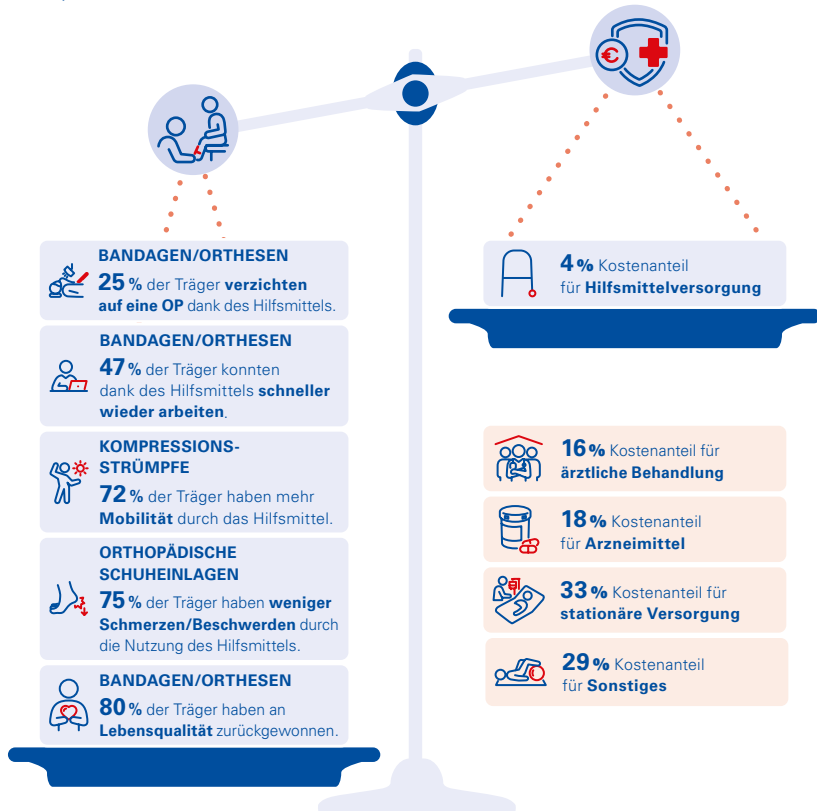 BANDAGEN/ORTHESEN
25 % der Träger verzichten
auf eine OP dank des Hilfsmittels.
BANDAGEN/ORTHESEN
47 % der Träger konnten
dank des Hilfsmittels schneller
wieder arbeiten.
KOMPRESSIONS-
STRÜMPFE
72 % der Träger haben mehr
Mobilität durch das Hilfsmittel.
ORTHOPÄDISCHE
SCHUHEINLAGEN
75 % der Träger haben weniger
Schmerzen/Beschwerden durch
die Nutzung des Hilfsmittels.
BANDAGEN/ORTHESEN
80 % der Träger haben an
Lebensqualität zurückgewonnen.
€
4 % Kostenanteil
für Hilfsmittelversorgung
16 % Kostenanteil für
ärztliche Behandlung
18 % Kostenanteil
für Arzneimittel
33 % Kostenanteil für
stationäre Versorgung
29 % Kostenanteil
für Sonstiges